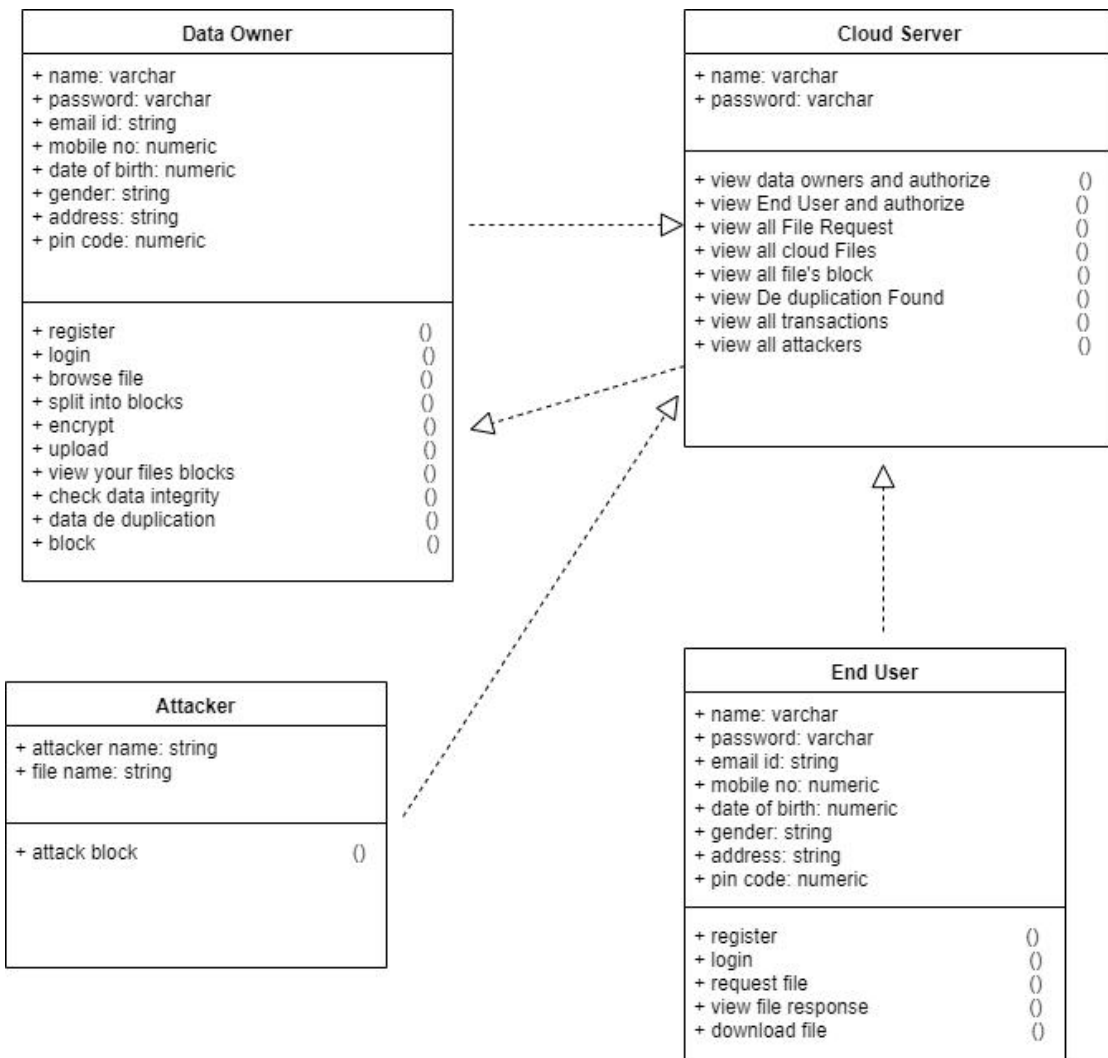 Data Owner
+ name: varchar
+ password: varchar
+ email id: string
+ mobile no: numeric
+ date of birth: numeric
+ gender: string
+ address: string
+ pin code: numeric
+ register ()
+ login ()
+ browse file ()
+ split into blocks ()
+ encrypt ()
+ upload ()
+ view your files blocks ()
+ check data integrity ()
+ data de duplication ()
+ block ()
Cloud Server
+ name: varchar
+ password: varchar
+ view data owners and authorize ()
+ view End User and authorize ()
+ view all File Request ()
+ view all cloud Files ()
+ view all file's block ()
+ view De duplication Found ()
+ view all transactions ()
+ view all attackers ()
Attacker
+ attacker name: string
+ file name: string
+ attack block ()
End User
+ name: varchar
+ password: varchar
+ email id: string
+ mobile no: numeric
+ date of birth: numeric
+ gender: string
+ address: string
+ pin code: numeric
+ register ()
+ login ()
+ request file ()
+ view file response ()
+ download file ()